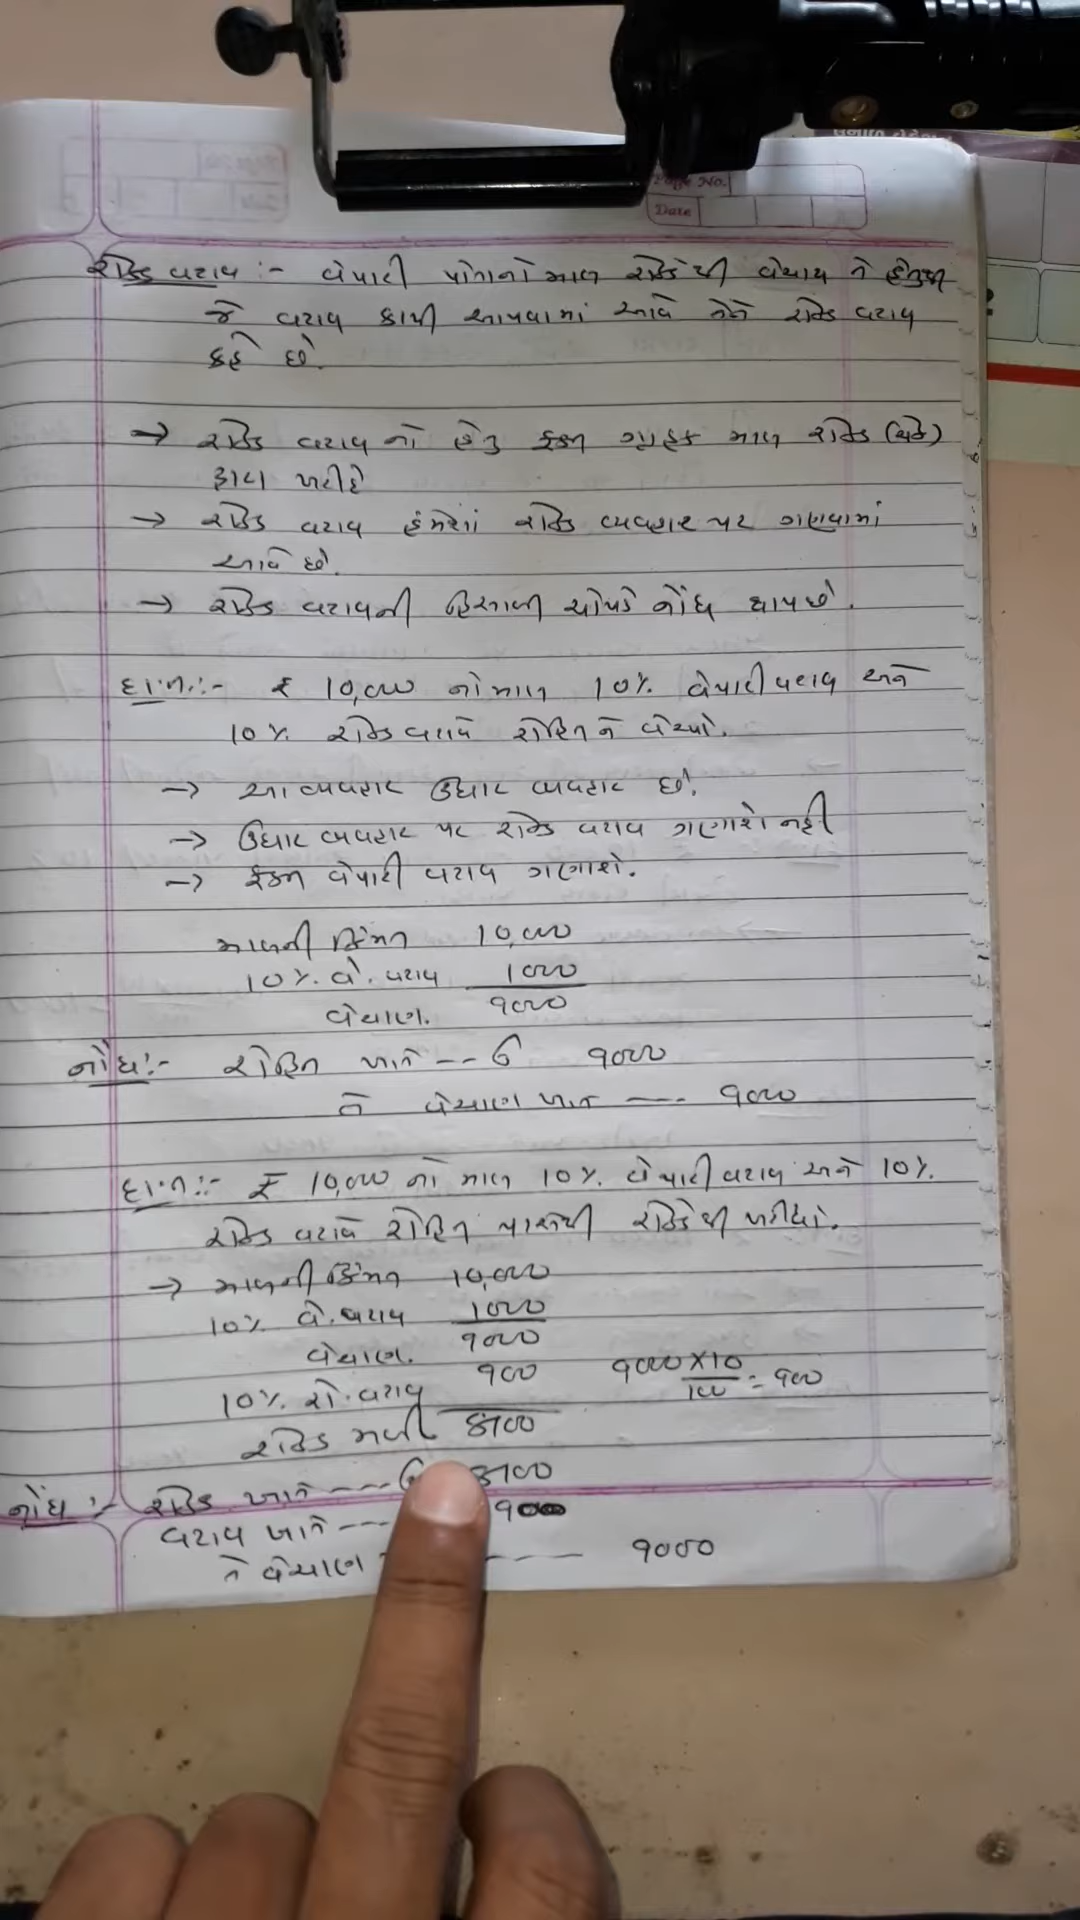 Page No.
Date
રોકડ વટાવ :- વેપારી પોતાનો માલ રોકડેથી વેચાય તે હેતુથી
જે વટાવ કાપી આપવામાં આવે તેને રોકડ વટાવ
કહે છે.
→ રોકડ વટાવ નો હેતુ ફક્ત ગ્રાહક માલ રોકડ (ચેક)
દ્વારા ખરીદે
→ રોકડ વટાવ હંમેશાં રોકડ વ્યવહાર પર ગણવામાં
આવે છે.
→ રોકડ વટાવની હિસાબી ચોપડે નોંધ થાય છે.
દા.ત.:- ₹ 10,000 નો માલ 10% વેપારી વટાવ અને
10% રોકડ વટાવે રોહિત ને વેચ્યો.
→ આ વ્યવહાર ઉધાર વ્યવહાર છે.
→ ઉધાર વ્યવહાર પર રોકડ વટાવ ગણાશે નહી
→ ફક્ત વેપારી વટાવ ગણાશે.
માલની કિંમત 10,000
10% વે. વટાવ 1000
વેચાણ. 9000
નોંધ:- રોહિત ખાતે --- ઉ 9000
તે વેચાણ ખાતે ---- 9000
દા.ત.:- ₹ 10,000 નો માલ 10% વેપારી વટાવ અને 10%
રોકડ વટાવે રોહિત પાસેથી રોકડેથી ખરીદ્યો.
→ માલની કિંમત 10,000
10% વે. વટાવ 1000
વેચાણ. 9000
10% રો. વટાવ 900 9000 × 10 / 100 = 900
રોકડ મળી 8100
નોંધ :- રોકડ ખાતે --- ઉ 8100
વટાવ ખાતે --- 900
તે વેચાણ ---- 9000